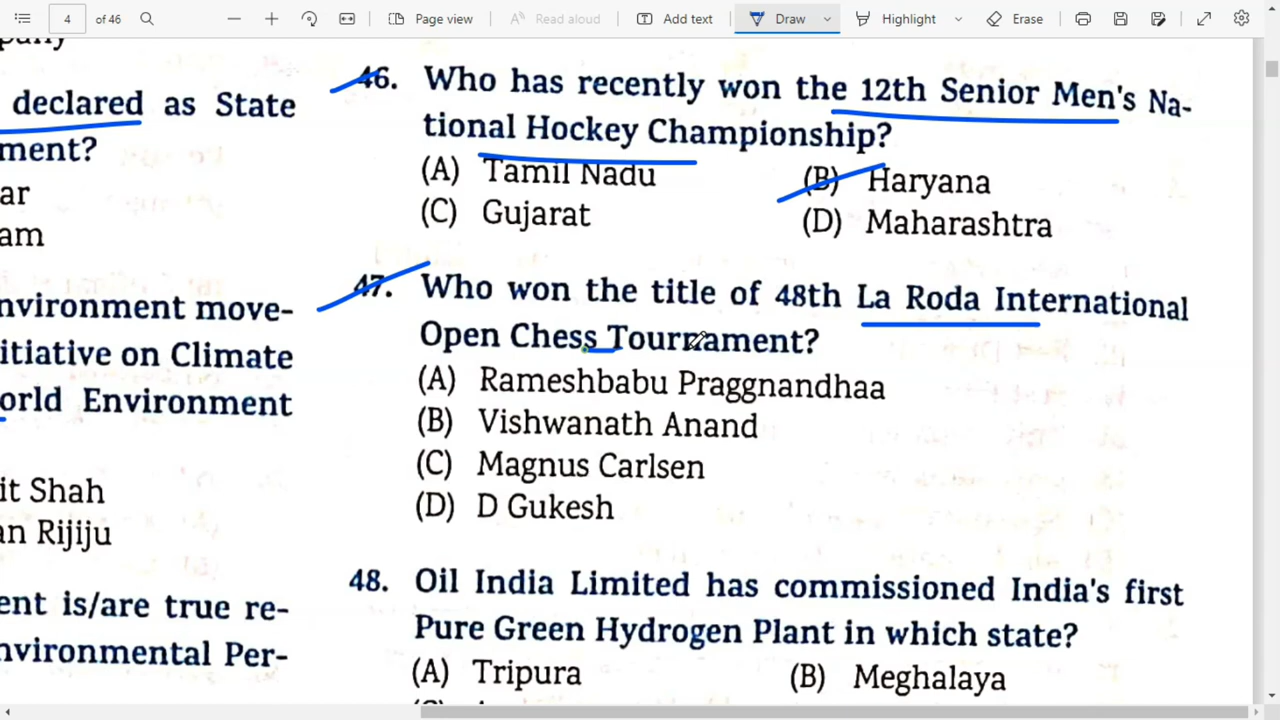 4 of 46 Page view Read aloud Add text Draw Highlight Erase
declared as State
ment?
ar
am
nvironment move-
itiative on Climate
orld Environment
it Shah
an Rijiju
ent is/are true re-
nvironmental Per-
46. Who has recently won the 12th Senior Men's Na-
tional Hockey Championship?
(A) Tamil Nadu (B) Haryana
(C) Gujarat (D) Maharashtra
47. Who won the title of 48th La Roda International
Open Chess Tournament?
(A) Rameshbabu Praggnandhaa
(B) Vishwanath Anand
(C) Magnus Carlsen
(D) D Gukesh
48. Oil India Limited has commissioned India's first
Pure Green Hydrogen Plant in which state?
(A) Tripura (B) Meghalaya